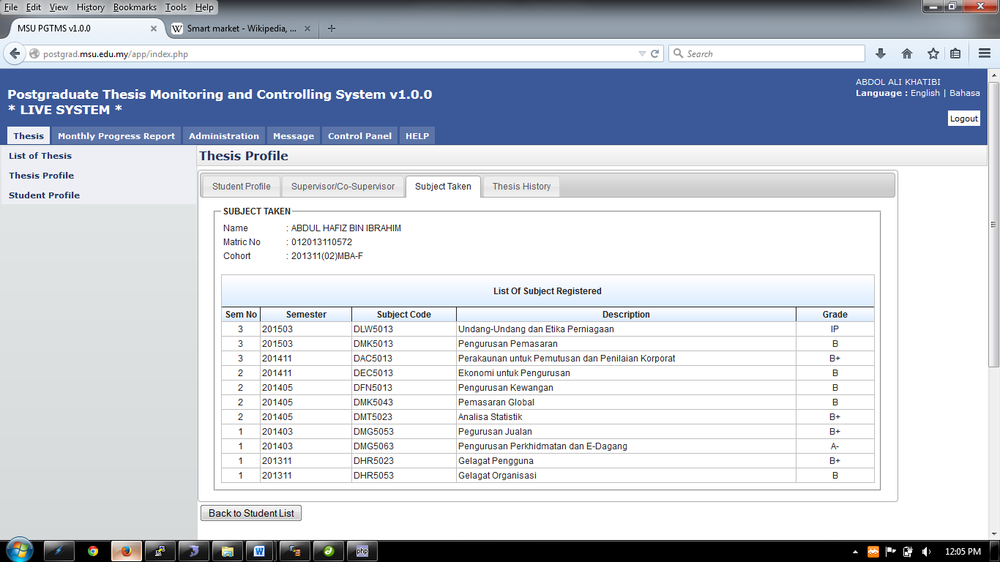 File Edit View History Bookmarks Tools Help
MSU PGTMS v1.0.0
Smart market - Wikipedia, ...
postgrad.msu.edu.my/app/index.php
Search
ABDOL ALI KHATIBI
Language : English | Bahasa
Postgraduate Thesis Monitoring and Controlling System v1.0.0
* LIVE SYSTEM *
Logout
Thesis Monthly Progress Report Administration Message Control Panel HELP
List of Thesis
Thesis Profile
Student Profile
Thesis Profile
Student Profile Supervisor/Co-Supervisor Subject Taken Thesis History
SUBJECT TAKEN
Name : ABDUL HAFIZ BIN IBRAHIM
Matric No : 012013110572
Cohort : 201311(02)MBA-F
List Of Subject Registered
Sem No Semester Subject Code Description Grade
3 201503 DLW5013 Undang-Undang dan Etika Perniagaan IP
3 201503 DMK5013 Pengurusan Pemasaran B
3 201411 DAC5013 Perakaunan untuk Pemutusan dan Penilaian Korporat B+
2 201411 DEC5013 Ekonomi untuk Pengurusan B
2 201405 DFN5013 Pengurusan Kewangan B
2 201405 DMK5043 Pemasaran Global B
2 201405 DMT5023 Analisa Statistik B+
1 201403 DMG5053 Pegurusan Jualan B+
1 201403 DMG5063 Pengurusan Perkhidmatan dan E-Dagang A-
1 201311 DHR5023 Gelagat Pengguna B+
1 201311 DHR5053 Gelagat Organisasi B
Back to Student List
php
12:05 PM